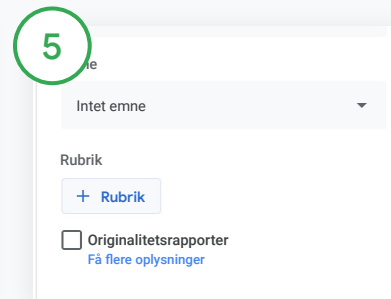 5
Intet emne
Rubrik
+ Rubrik
Originalitetsrapporter
Få flere oplysninger